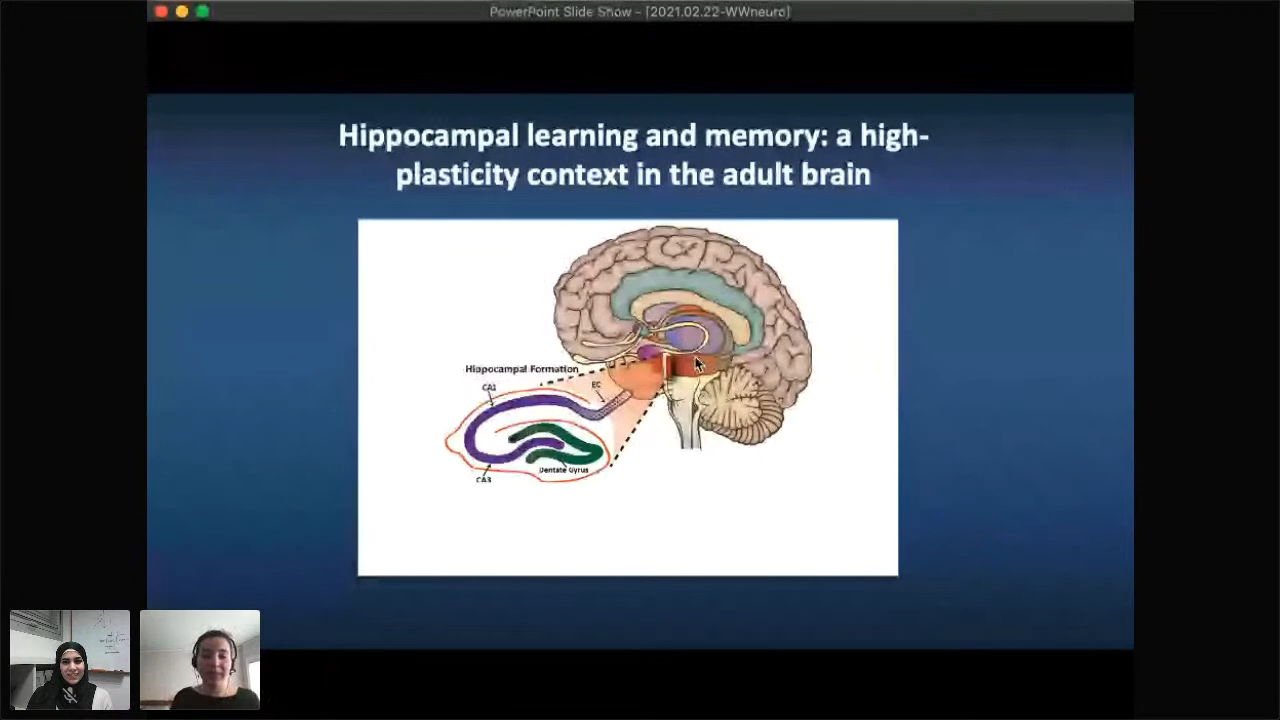 PowerPoint Slide Show - [2021.02.22-WWneuro]
Hippocampal learning and memory: a high-
plasticity context in the adult brain
Hippocampal Formation
CA1
EC
Dentate Gyrus
CA3